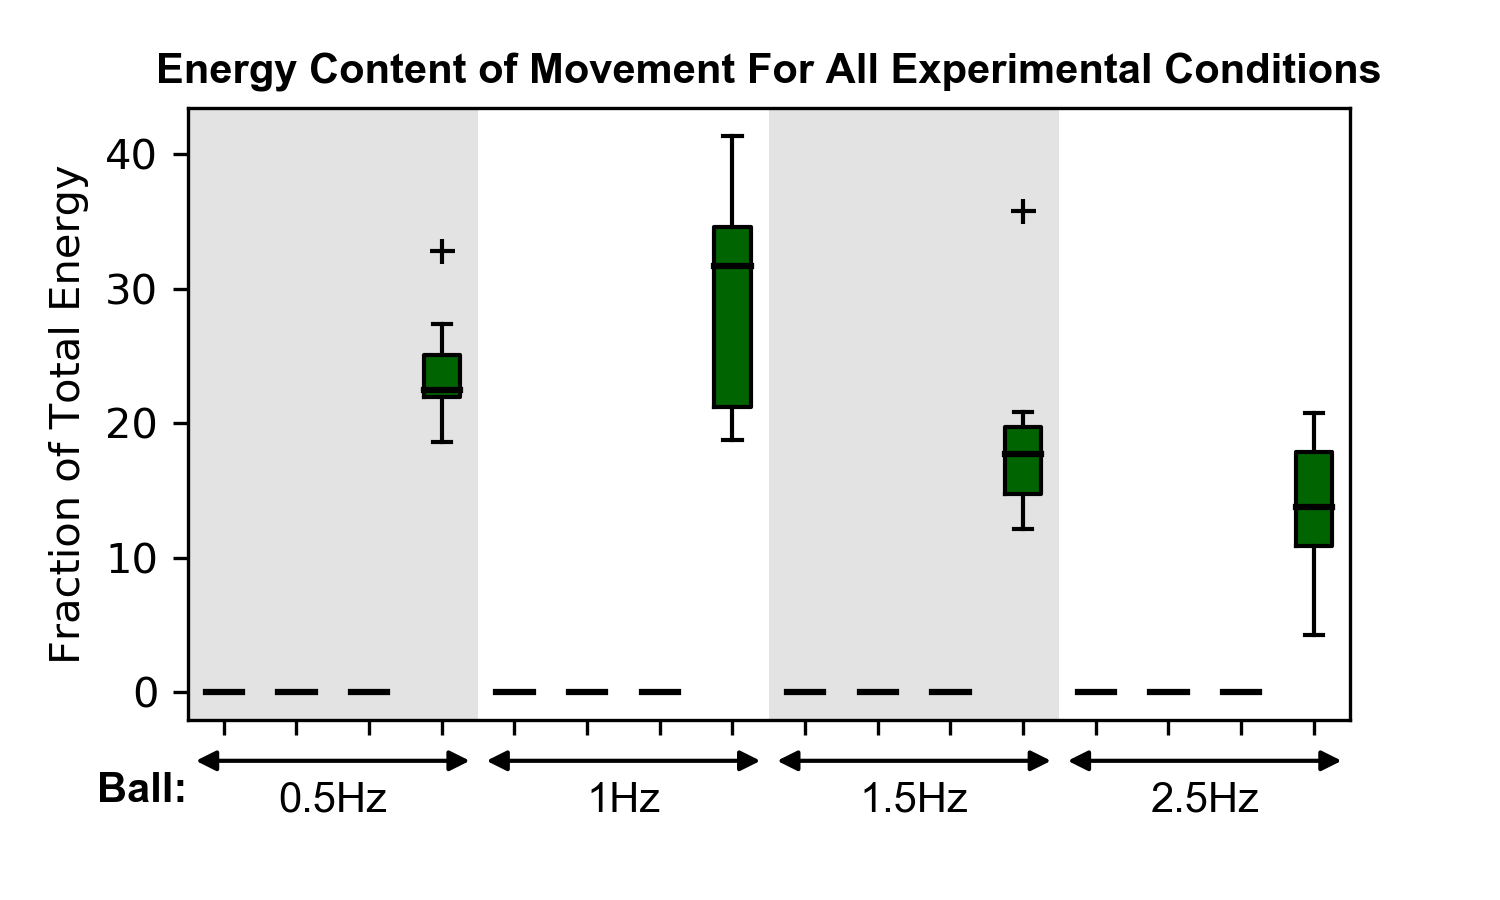 Energy Content of Movement For All Experimental Conditions
Fraction of Total Energy
40
30
20
10
0
Ball:
0.5Hz
1Hz
1.5Hz
2.5Hz